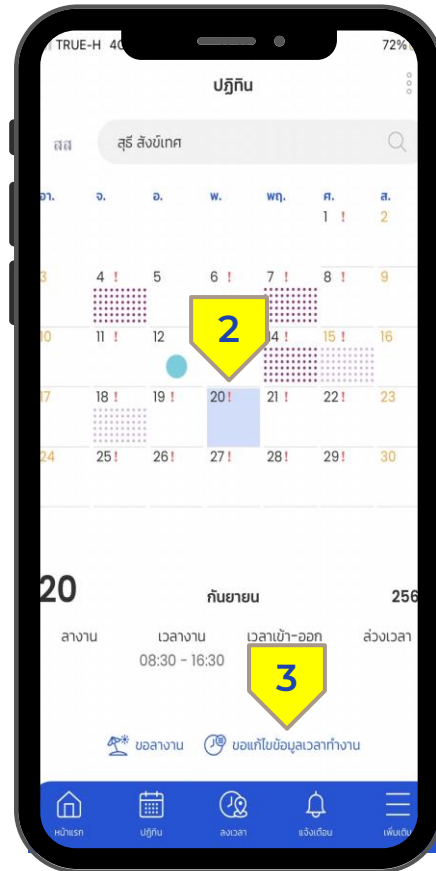 TRUE-H 4G 72%
ปฏิทิน
สส สุธี สังข์เทศ
อา. จ. อ. พ. พฤ. ศ. ส.
1 ! 2
3 4 ! 5 6 ! 7 ! 8 ! 9
10 11 ! 12 14 ! 15 ! 16
2
17 18 ! 19 ! 20 ! 21 ! 22 ! 23
24 25 ! 26 ! 27 ! 28 ! 29 ! 30
20 กันยายน 256
ลางาน เวลางาน เวลาเข้า-ออก ล่วงเวลา
08:30 - 16:30
3
ขอลางาน ขอแก้ไขข้อมูลเวลาทำงาน
หน้าแรก ปฏิทิน ลงเวลา แจ้งเตือน เพิ่มเติม